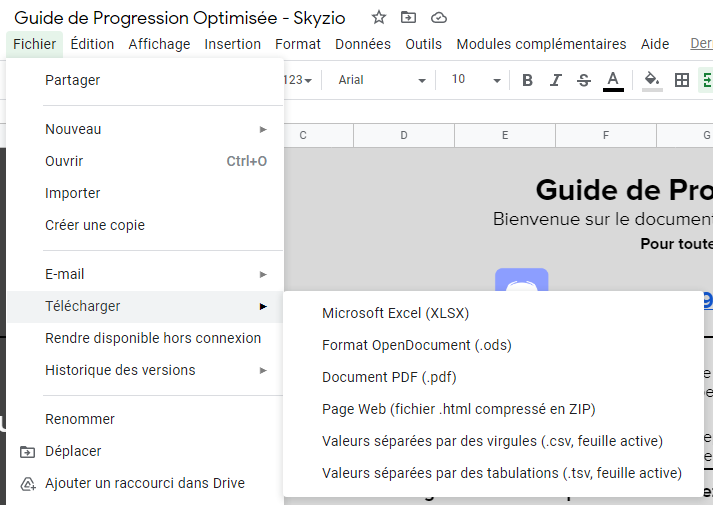 Guide de Progression Optimisée - Skyzio
Fichier Édition Affichage Insertion Format Données Outils Modules complémentaires Aide
Partager 123 Arial 10 B I S A
Nouveau
C D E F G
Ouvrir Ctrl+O
Importer
Guide de Pro
Créer une copie
Bienvenue sur le document
Pour toute
E-mail
Télécharger
Microsoft Excel (XLSX)
Rendre disponible hors connexion
Format OpenDocument (.ods)
Historique des versions
Document PDF (.pdf)
Page Web (fichier .html compressé en ZIP)
Renommer
Valeurs séparées par des virgules (.csv, feuille active)
Déplacer
Valeurs séparées par des tabulations (.tsv, feuille active)
Ajouter un raccourci dans Drive